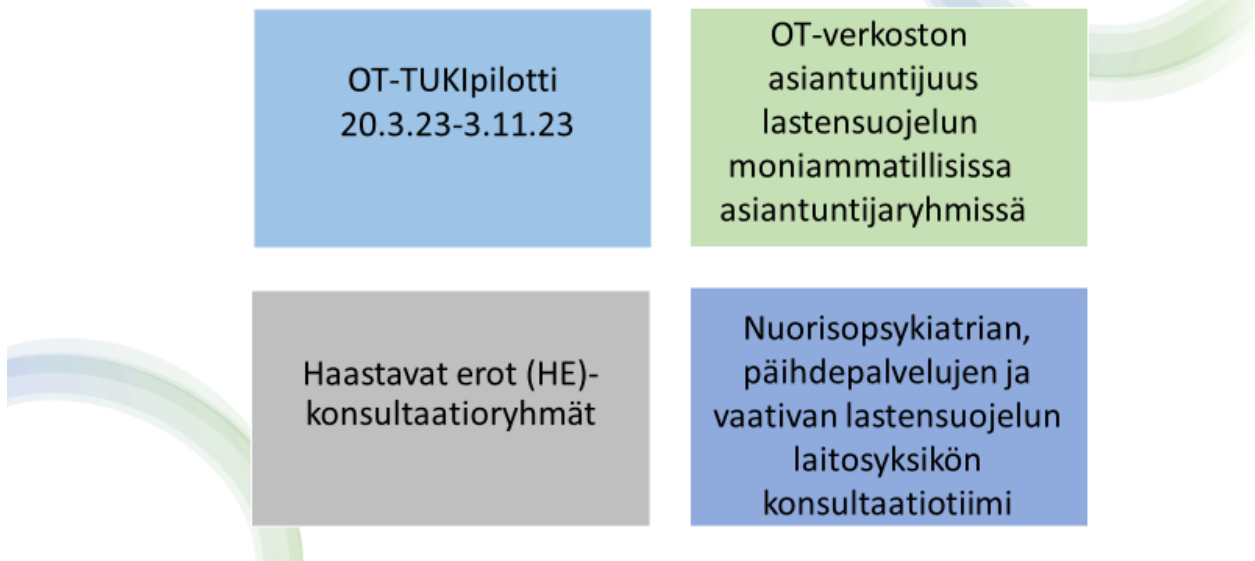 OT-TUKIpilotti
20.3.23-3.11.23
OT-verkoston
asiantuntijuus
lastensuojelun
moniammatillisissa
asiantuntijaryhmissä
Haastavat erot (HE)-
konsultaatioryhmät
Nuorisopsykiatrian,
päihdepalvelujen ja
vaativan lastensuojelun
laitosyksikön
konsultaatiotiimi